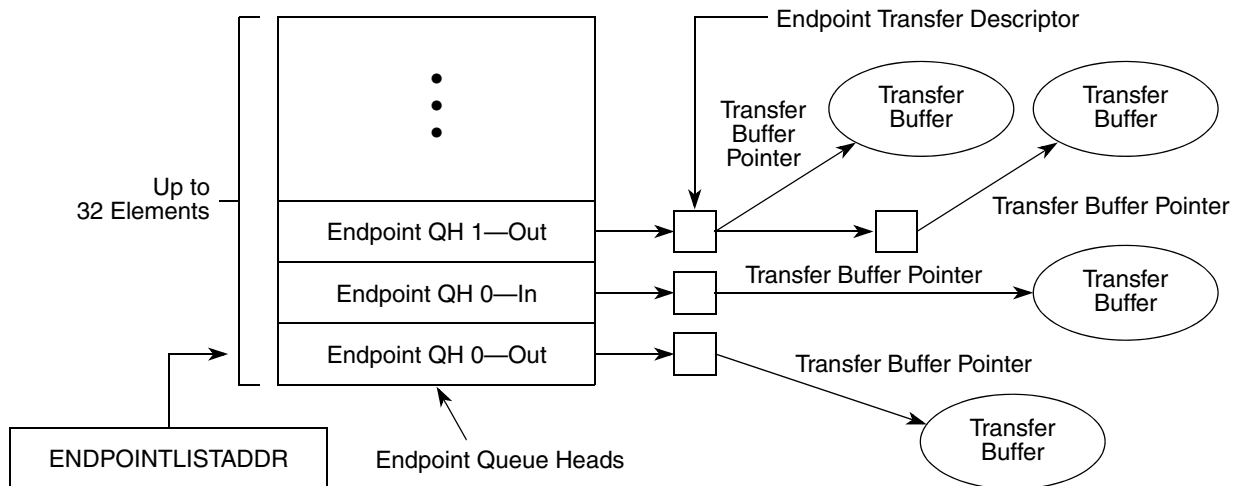 Endpoint Transfer Descriptor
Transfer
Buffer
Transfer
Buffer
Transfer
Buffer
Pointer
Up to
32 Elements
Transfer Buffer Pointer
Endpoint QH 1—Out
Endpoint QH 0—In
Transfer Buffer Pointer
Transfer
Buffer
Endpoint QH 0—Out
Transfer Buffer Pointer
Transfer
Buffer
ENDPOINTLISTADDR
Endpoint Queue Heads